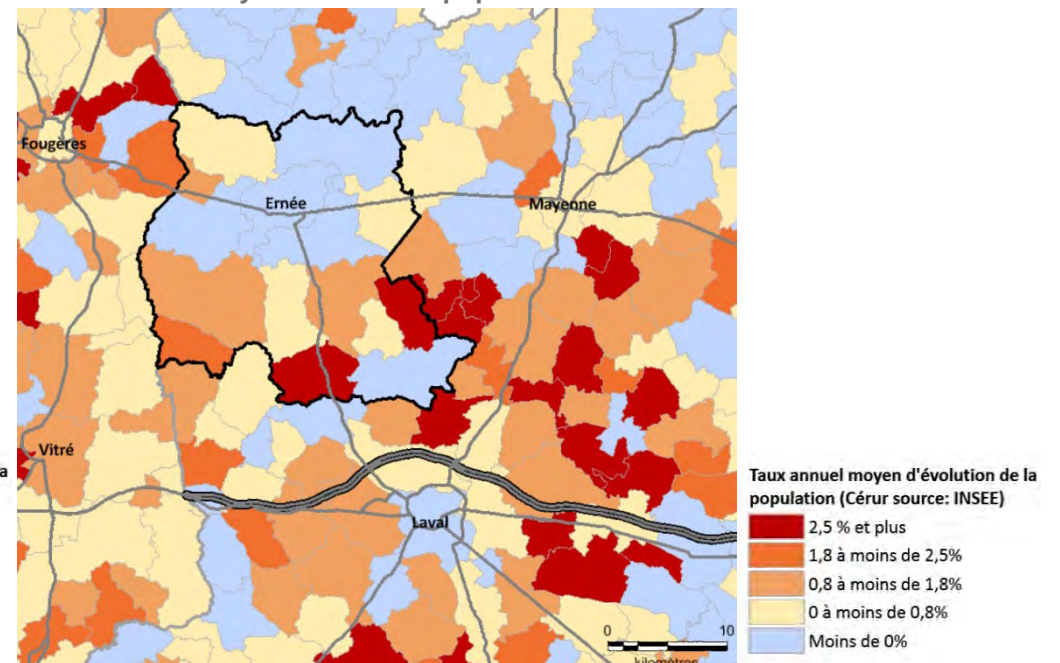 Fougères
Ernée
Mayenne
Vitré
a
Laval
0 10
kilomètres
Taux annuel moyen d'évolution de la
population (Cérur source: INSEE)
2,5 % et plus
1,8 à moins de 2,5%
0,8 à moins de 1,8%
0 à moins de 0,8%
Moins de 0%